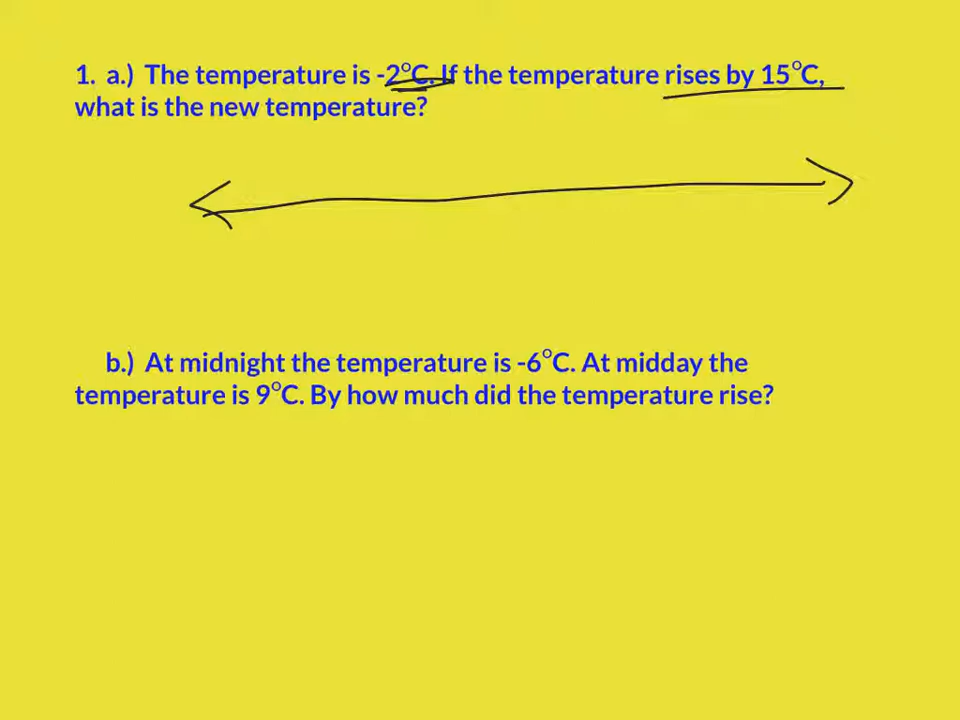 1. a.) The temperature is -2°C. If the temperature rises by 15°C,
what is the new temperature?
b.) At midnight the temperature is -6°C. At midday the
temperature is 9°C. By how much did the temperature rise?